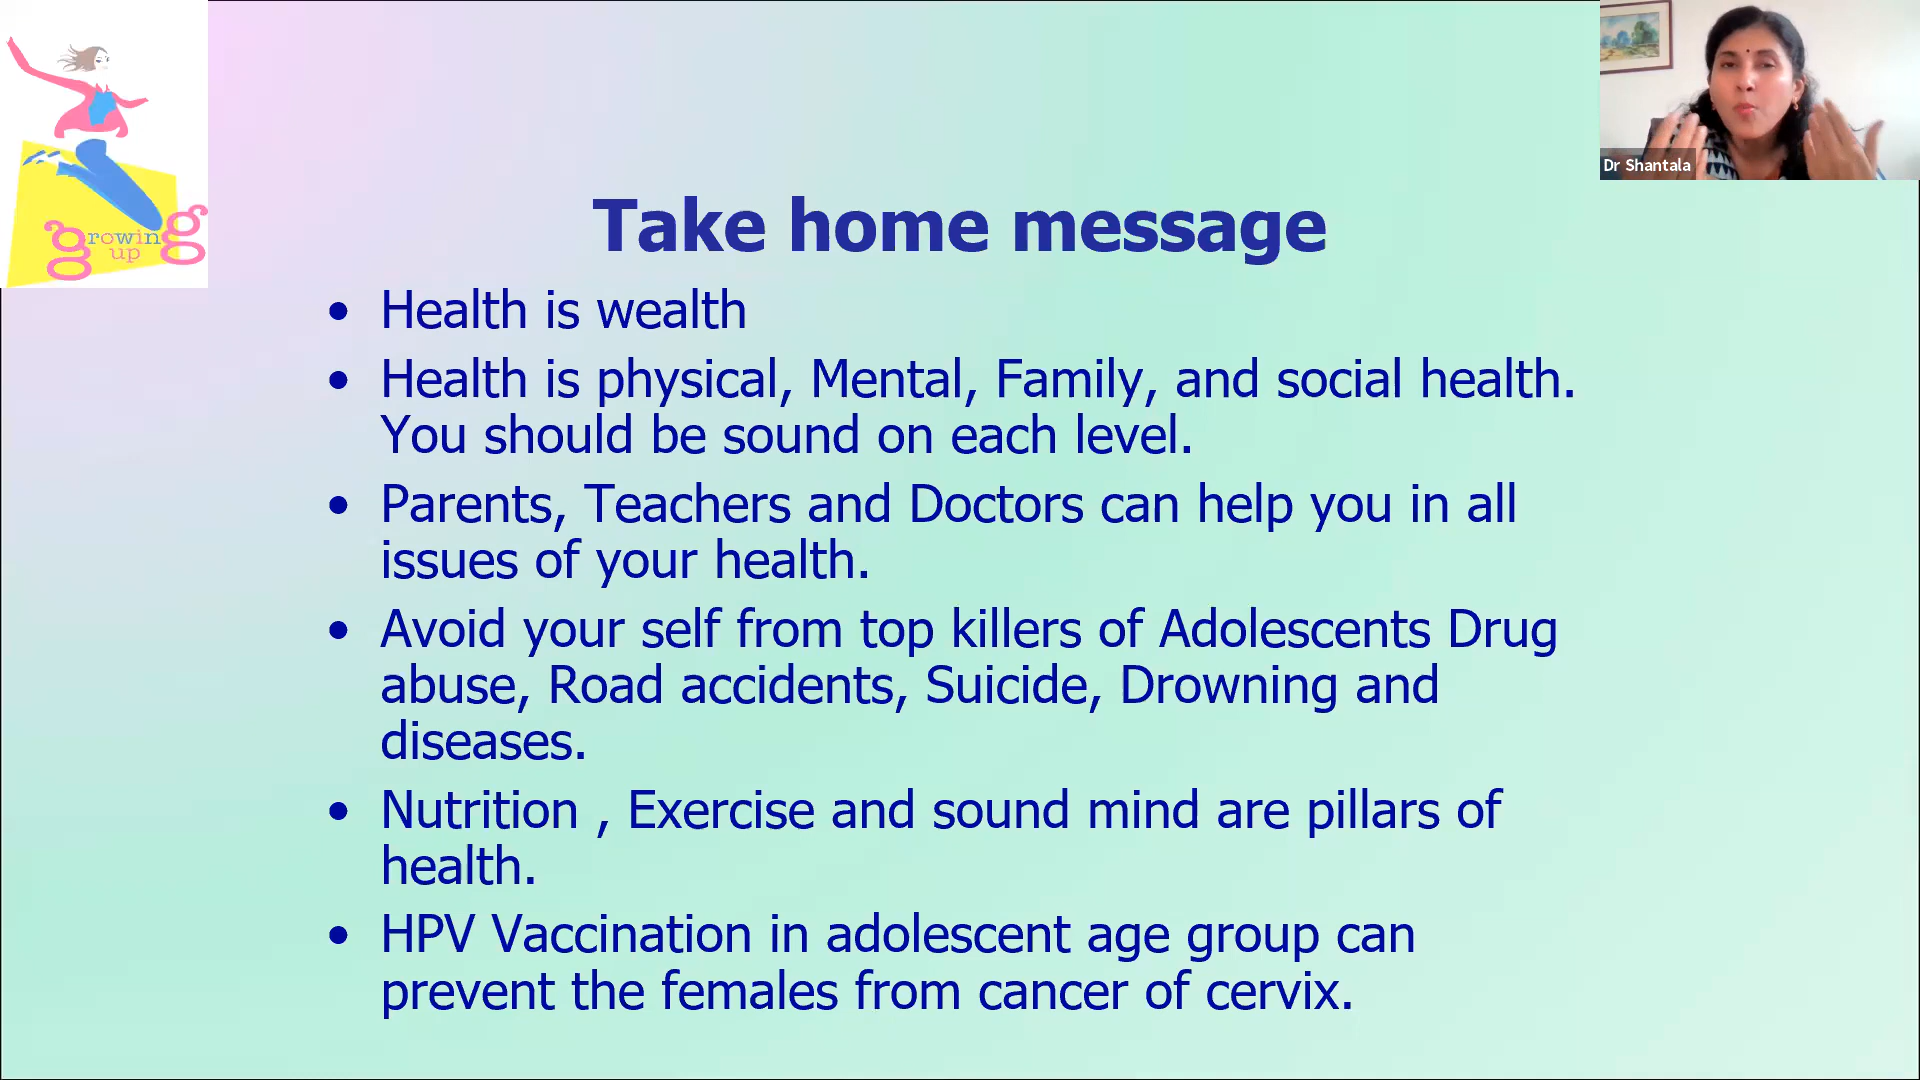 growing
up
Dr Shantala
Take home message
• Health is wealth
• Health is physical, Mental, Family, and social health.
You should be sound on each level.
• Parents, Teachers and Doctors can help you in all
issues of your health.
• Avoid your self from top killers of Adolescents Drug
abuse, Road accidents, Suicide, Drowning and
diseases.
• Nutrition , Exercise and sound mind are pillars of
health.
• HPV Vaccination in adolescent age group can
prevent the females from cancer of cervix.